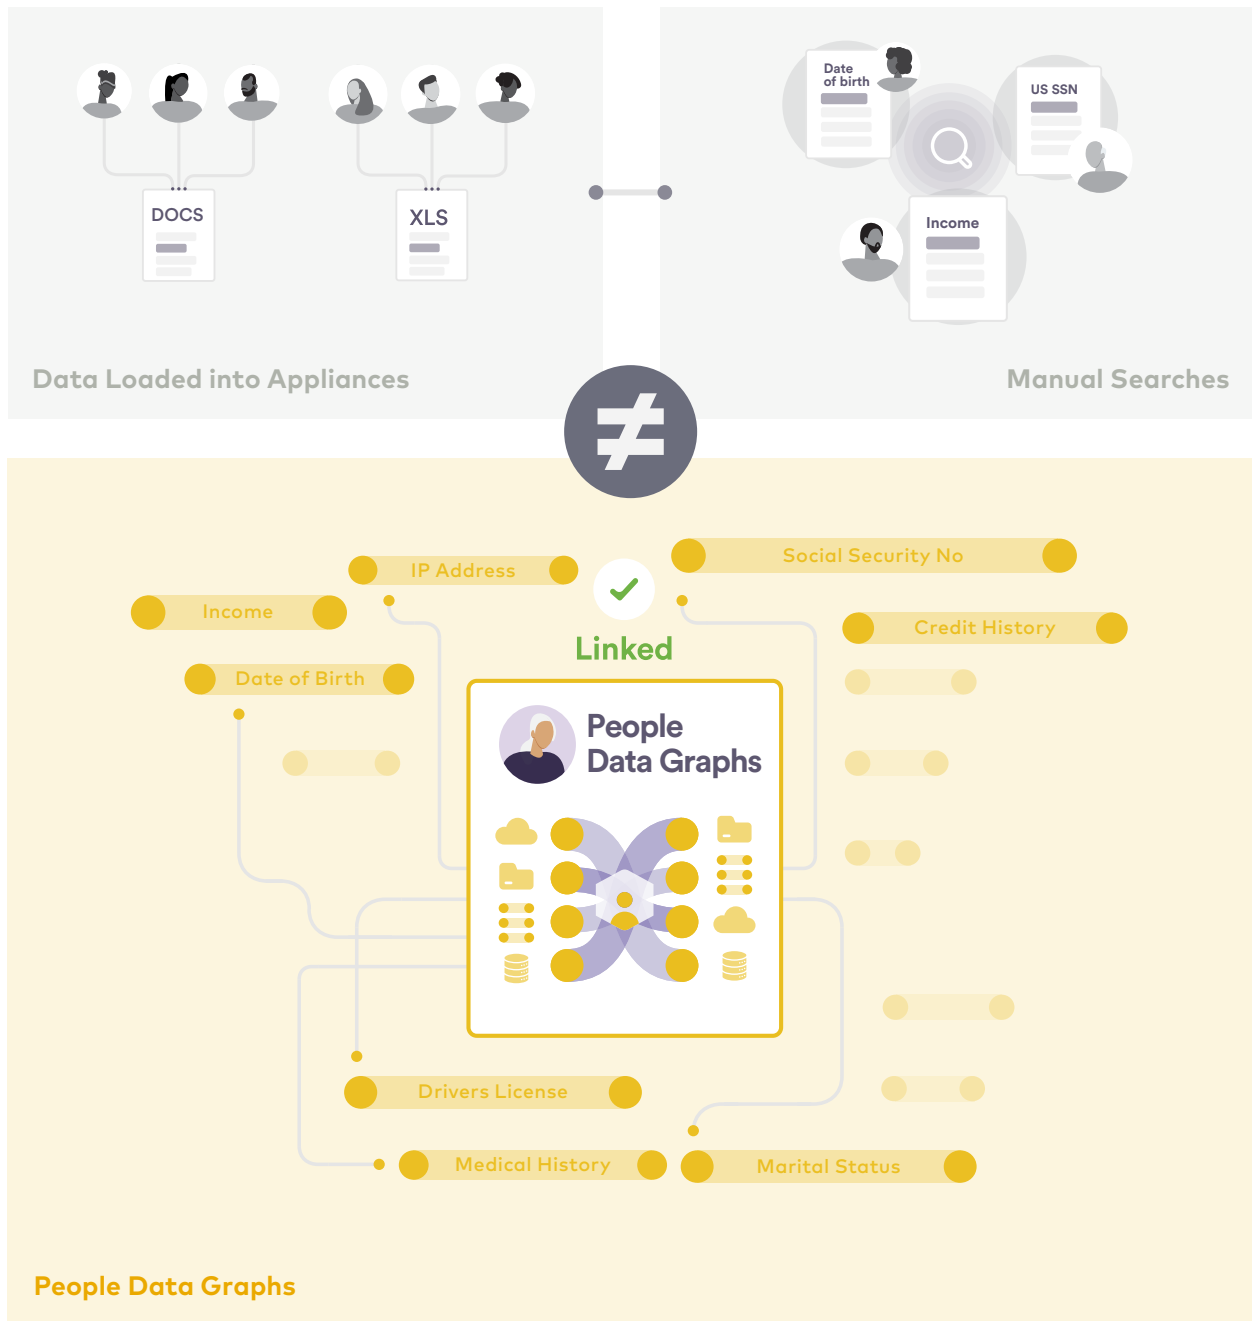 DOCS
XLS
Data Loaded into Appliances
Date
of birth
US SSN
Income
Manual Searches
≠
IP Address
Social Security No
Income
Credit History
Date of Birth
Linked
People
Data Graphs
Drivers License
Medical History
Marital Status
People Data Graphs